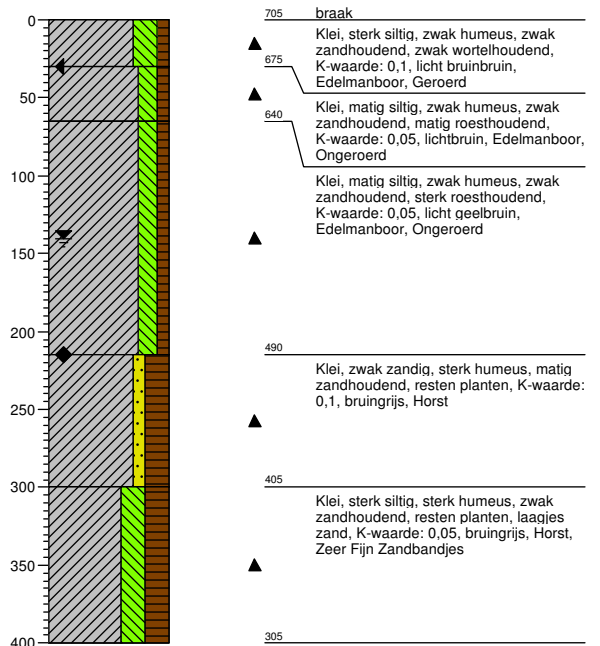 0
50
100
150
200
250
300
350
400
705 braak
Klei, sterk siltig, zwak humeus, zwak
zandhoudend, zwak wortelhoudend,
K-waarde: 0,1, licht bruinbruin,
Edelmanboor, Geroerd
675
Klei, matig siltig, zwak humeus, zwak
zandhoudend, matig roesthoudend,
K-waarde: 0,05, lichtbruin, Edelmanboor,
Ongeroerd
640
Klei, matig siltig, zwak humeus, zwak
zandhoudend, sterk roesthoudend,
K-waarde: 0,05, licht geelbruin,
Edelmanboor, Ongeroerd
490
Klei, zwak zandig, sterk humeus, matig
zandhoudend, resten planten, K-waarde:
0,1, bruingrijs, Horst
405
Klei, sterk siltig, sterk humeus, zwak
zandhoudend, resten planten, laagjes
zand, K-waarde: 0,05, bruingrijs, Horst,
Zeer Fijn Zandbandjes
305